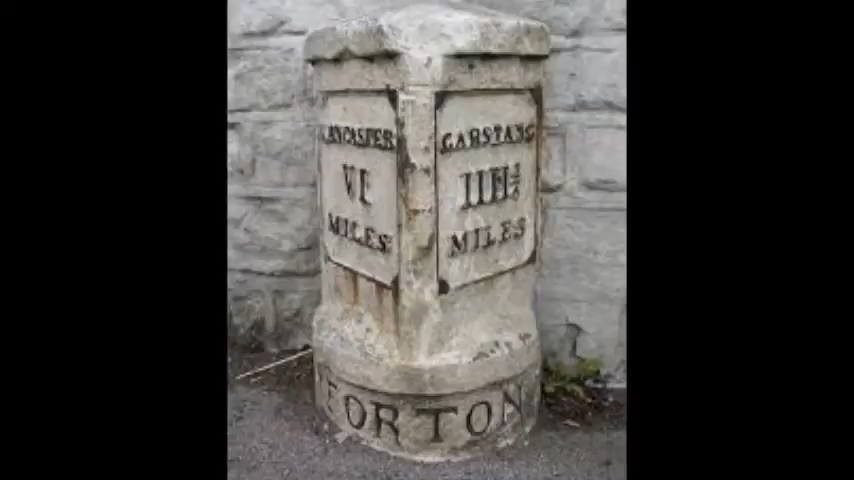 LANCASTER
VI
MILES
GARSTANG
IIII½
MILES
FORTON